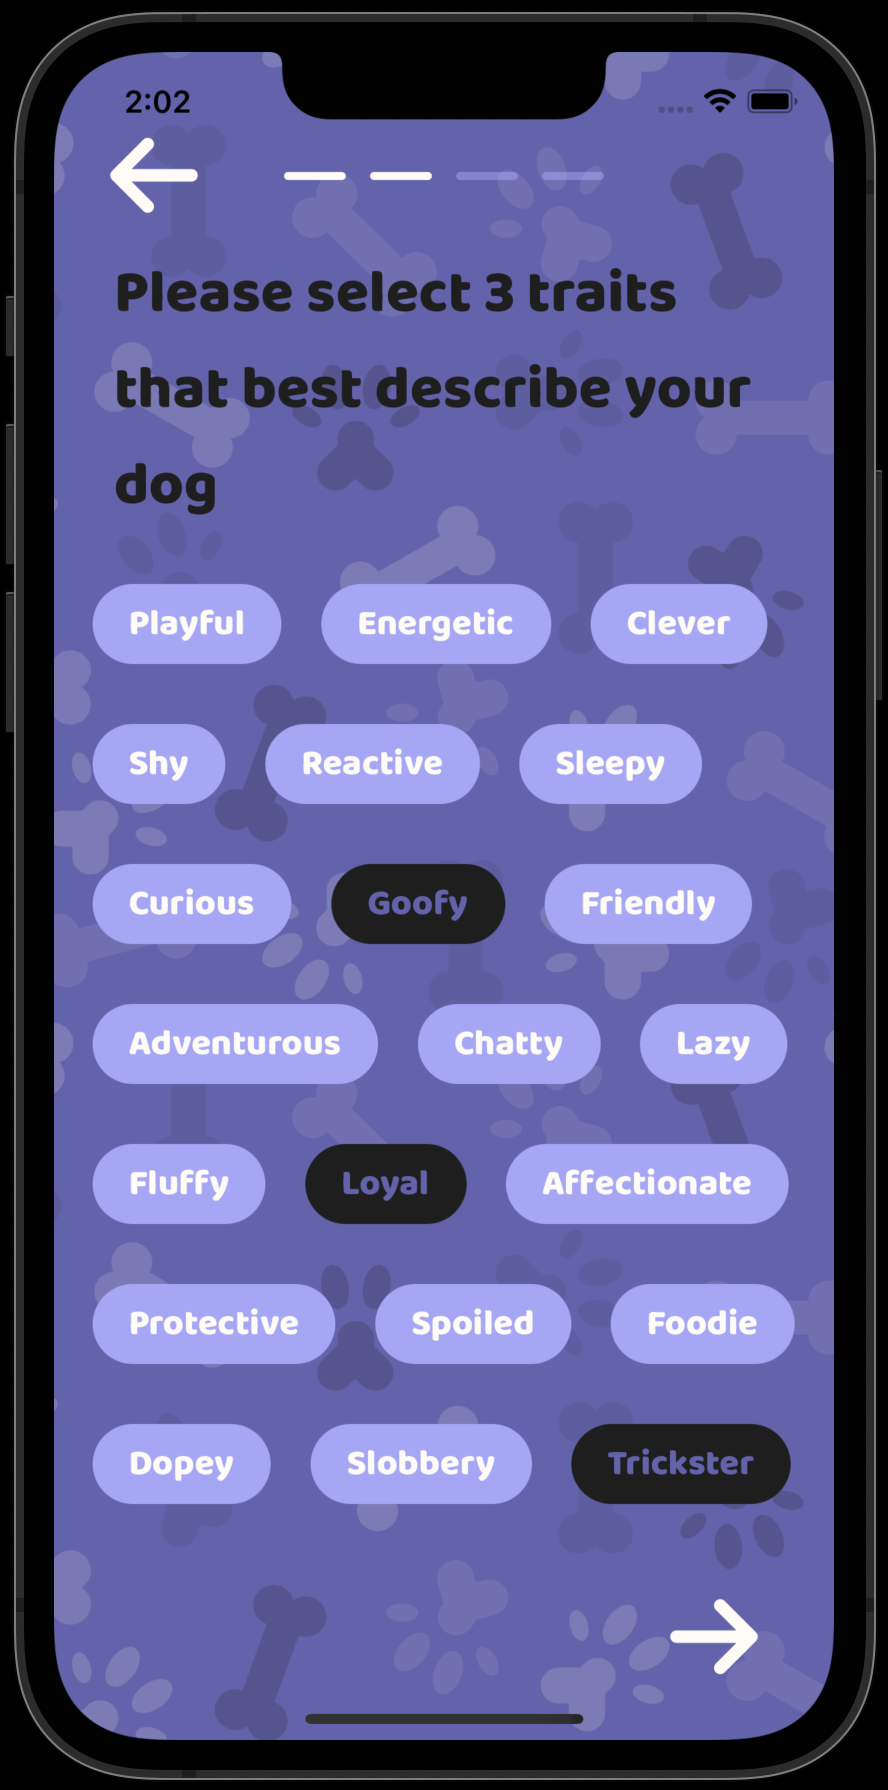 2:02
Please select 3 traits
that best describe your
dog
Playful Energetic Clever
Shy Reactive Sleepy
Curious Goofy Friendly
Adventurous Chatty Lazy
Fluffy Loyal Affectionate
Protective Spoiled Foodie
Dopey Slobbery Trickster